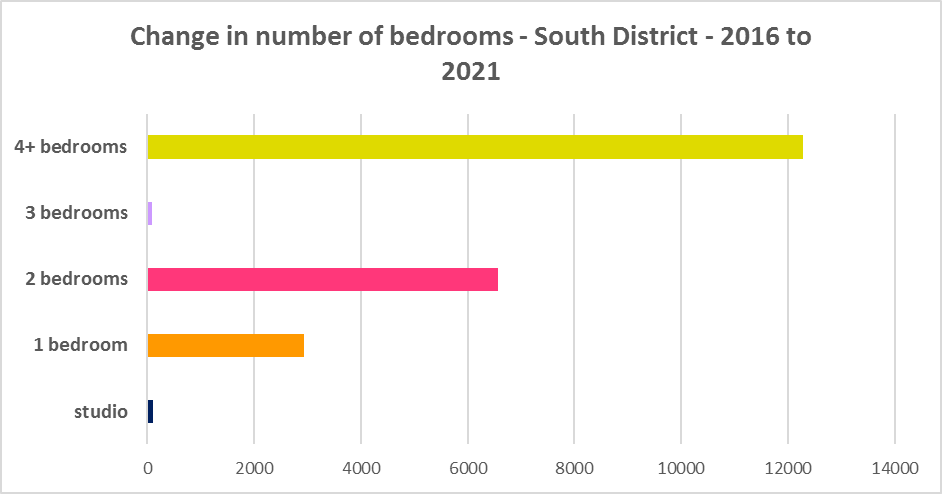 Change in number of bedrooms - South District - 2016 to
2021
4+ bedrooms
3 bedrooms
2 bedrooms
1 bedroom
studio
0 2000 4000 6000 8000 10000 12000 14000